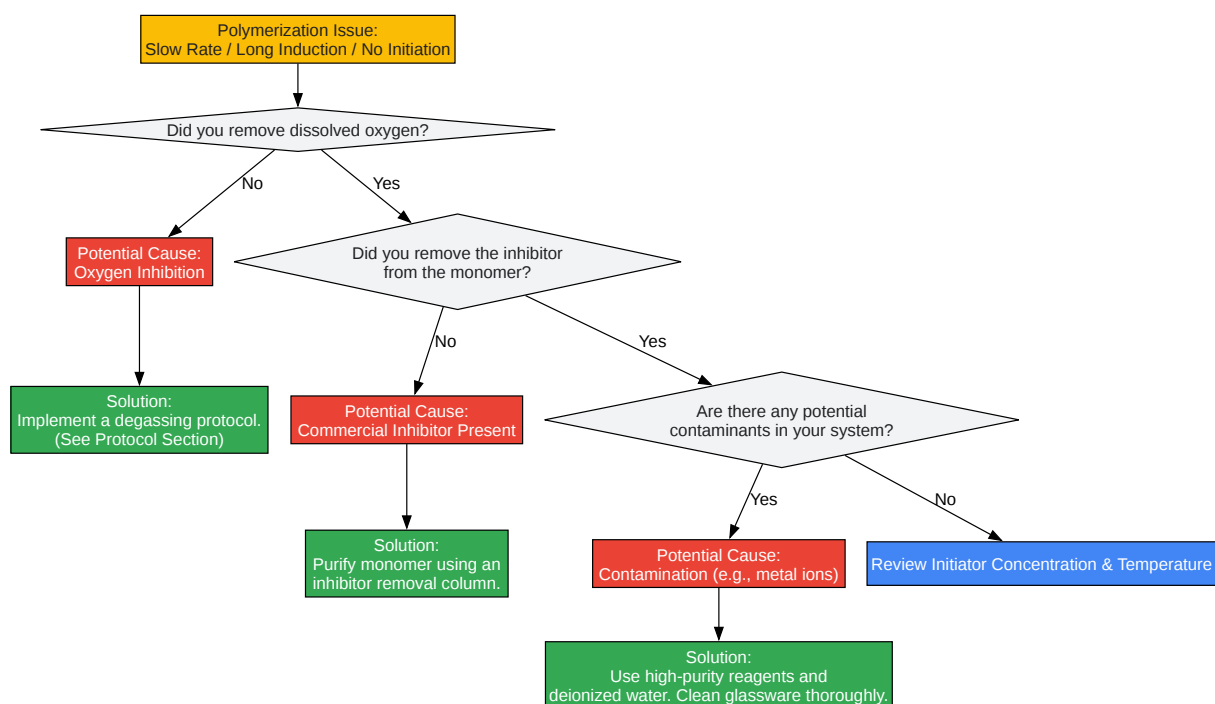 Polymerization Issue:
Slow Rate / Long Induction / No Initiation
Did you remove dissolved oxygen?
No
Yes
Potential Cause:
Oxygen Inhibition
Did you remove the inhibitor
from the monomer?
No
Yes
Solution:
Implement a degassing protocol.
(See Protocol Section)
Potential Cause:
Commercial Inhibitor Present
Are there any potential
contaminants in your system?
Yes
No
Solution:
Purify monomer using an
inhibitor removal column.
Potential Cause:
Contamination (e.g., metal ions)
Review Initiator Concentration & Temperature
Solution:
Use high-purity reagents and
deionized water. Clean glassware thoroughly.